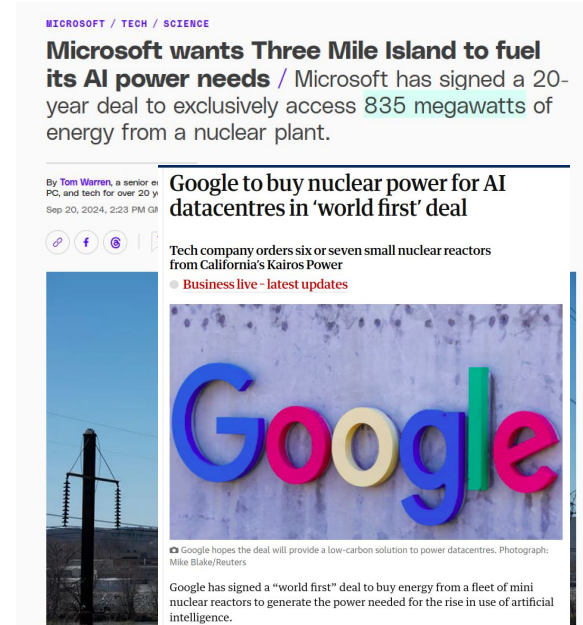 MICROSOFT / TECH / SCIENCE
Microsoft wants Three Mile Island to fuel
its AI power needs / Microsoft has signed a 20-
year deal to exclusively access 835 megawatts of
energy from a nuclear plant.
By Tom Warren, a senior
PC, and tech for over 20
Sep 20, 2024, 2:23 PM
Google to buy nuclear power for AI
datacentres in ‘world first’ deal
Tech company orders six or seven small nuclear reactors
from California's Kairos Power
Business live – latest updates
Google
Google hopes the deal will provide a low-carbon solution to power datacentres. Photograph:
Mike Blake/Reuters
Google has signed a “world first” deal to buy energy from a fleet of mini
nuclear reactors to generate the power needed for the rise in use of artificial
intelligence.